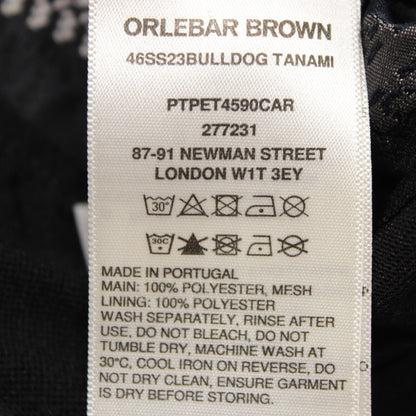 ORLEBAR BROWN
46SS23BULLDOG TANAMI
PTPET4590CAR
277231
87-91 NEWMAN STREET
LONDON W1T 3EY
30°
30C
MADE IN PORTUGAL
MAIN: 100% POLYESTER, MESH
LINING: 100% POLYESTER
WASH SEPARATELY, RINSE AFTER
USE, DO NOT BLEACH, DO NOT
TUMBLE DRY, MACHINE WASH AT
30°C, COOL IRON ON REVERSE, DO
NOT DRY CLEAN, ENSURE GARMENT
IS DRY BEFORE STORING.